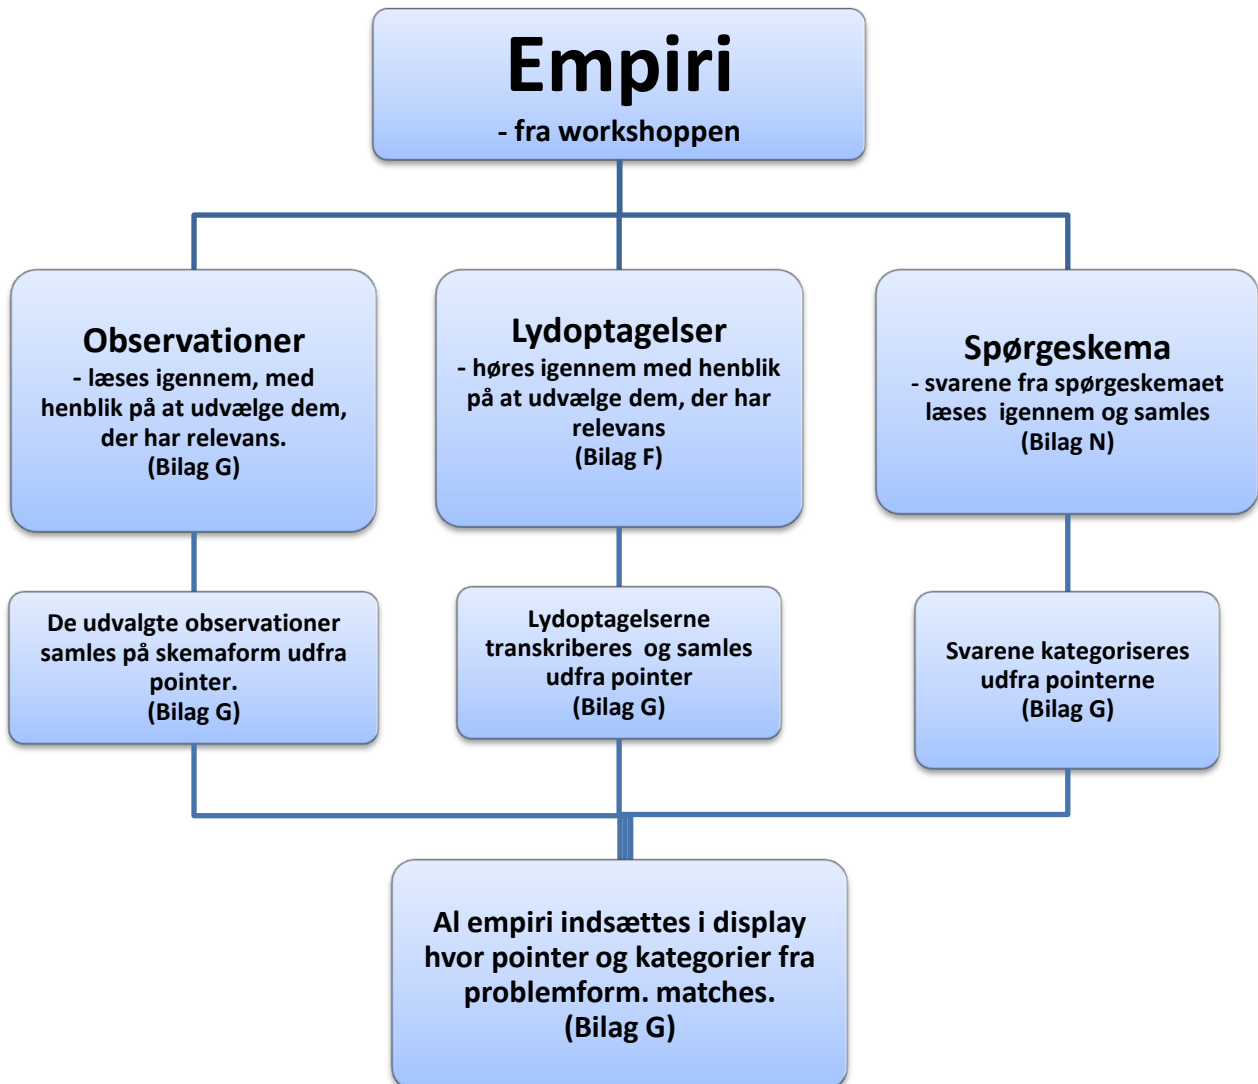 Empiri
- fra workshoppen
Observationer
- læses igennem, med
henblik på at udvælge dem,
der har relevans.
(Bilag G)
Lydoptagelser
- høres igennem med henblik
på at udvælge dem, der har
relevans
(Bilag F)
Spørgeskema
- svarene fra spørgeskemaet
læses  igennem og samles
(Bilag N)
De udvalgte observationer
samles på skemaform udfra
pointer.
(Bilag G)
Lydoptagelserne
transkriberes  og samles
udfra pointer
(Bilag G)
Svarene kategoriseres
udfra pointerne
(Bilag G)
Al empiri indsættes i display
hvor pointer og kategorier fra
problemform. matches.
(Bilag G)